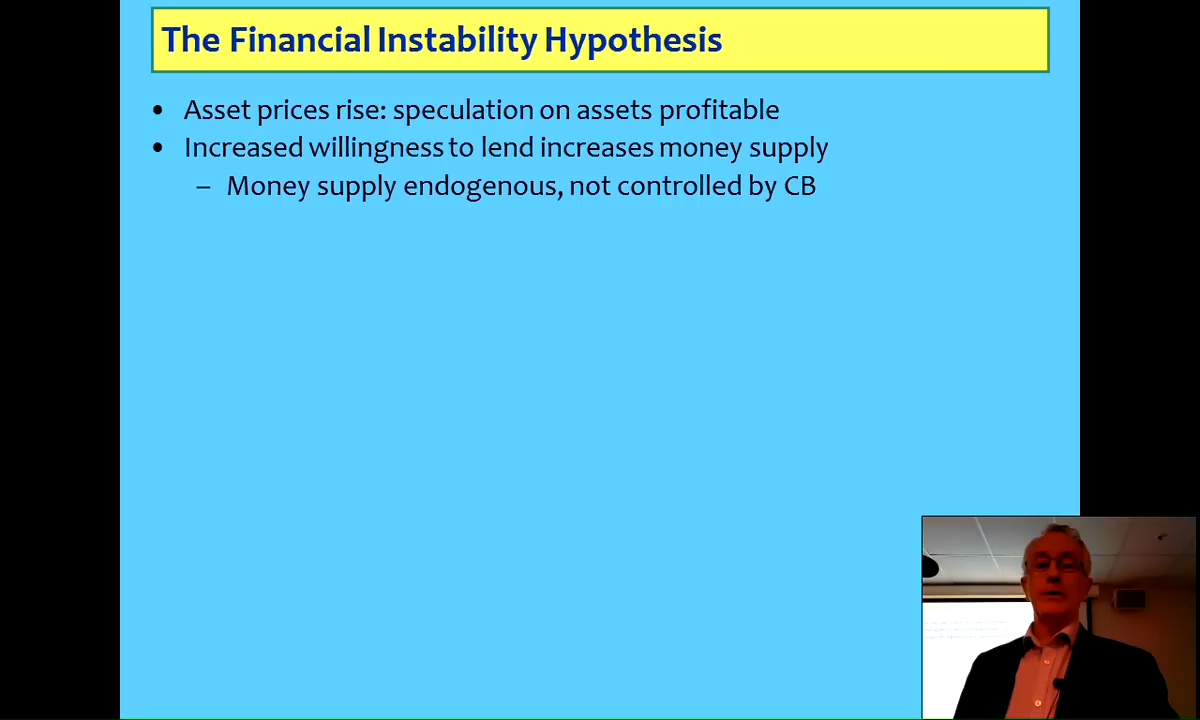 The Financial Instability Hypothesis
• Asset prices rise: speculation on assets profitable
• Increased willingness to lend increases money supply
– Money supply endogenous, not controlled by CB